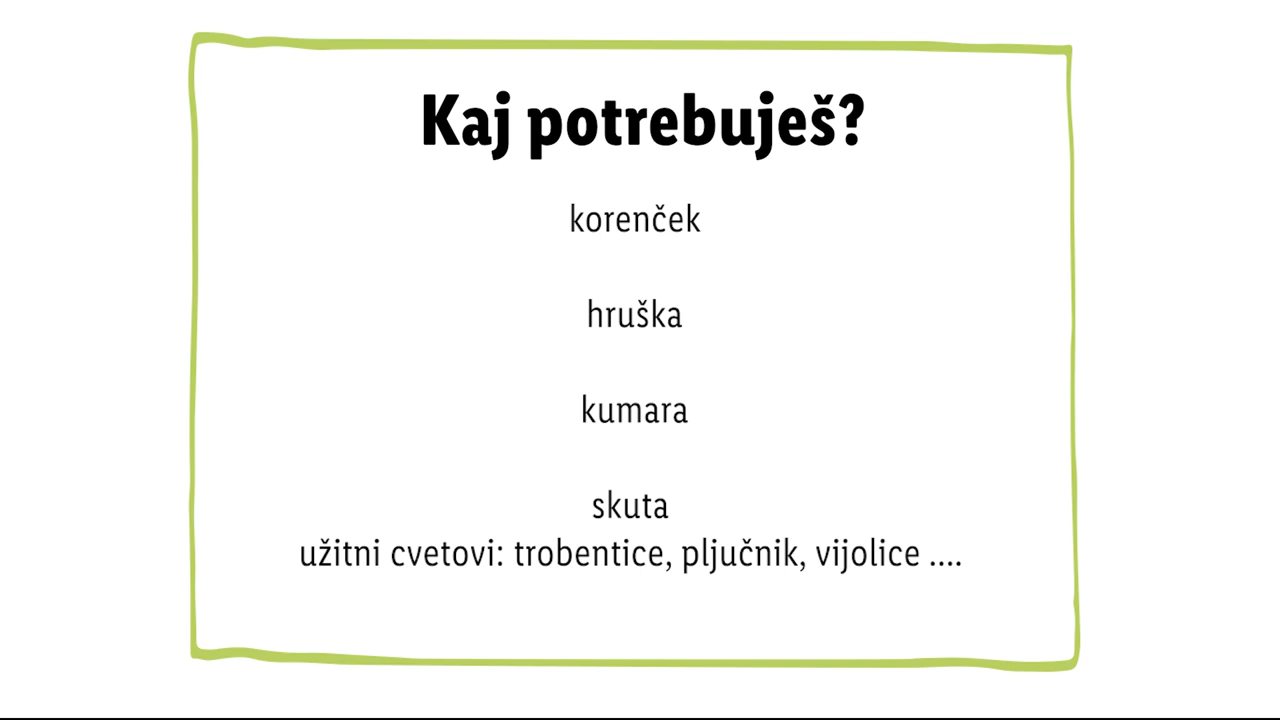 Kaj potrebuješ?
korenček
hruška
kumara
skuta
užitni cvetovi: trobentice, pljučnik, vijolice ....